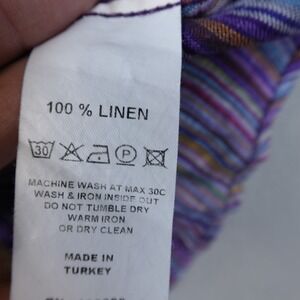 100 % LINEN
30 P
MACHINE WASH AT MAX 30C
WASH & IRON INSIDE OUT
DO NOT TUMBLE DRY
WARM IRON
OR DRY CLEAN
MADE IN
TURKEY